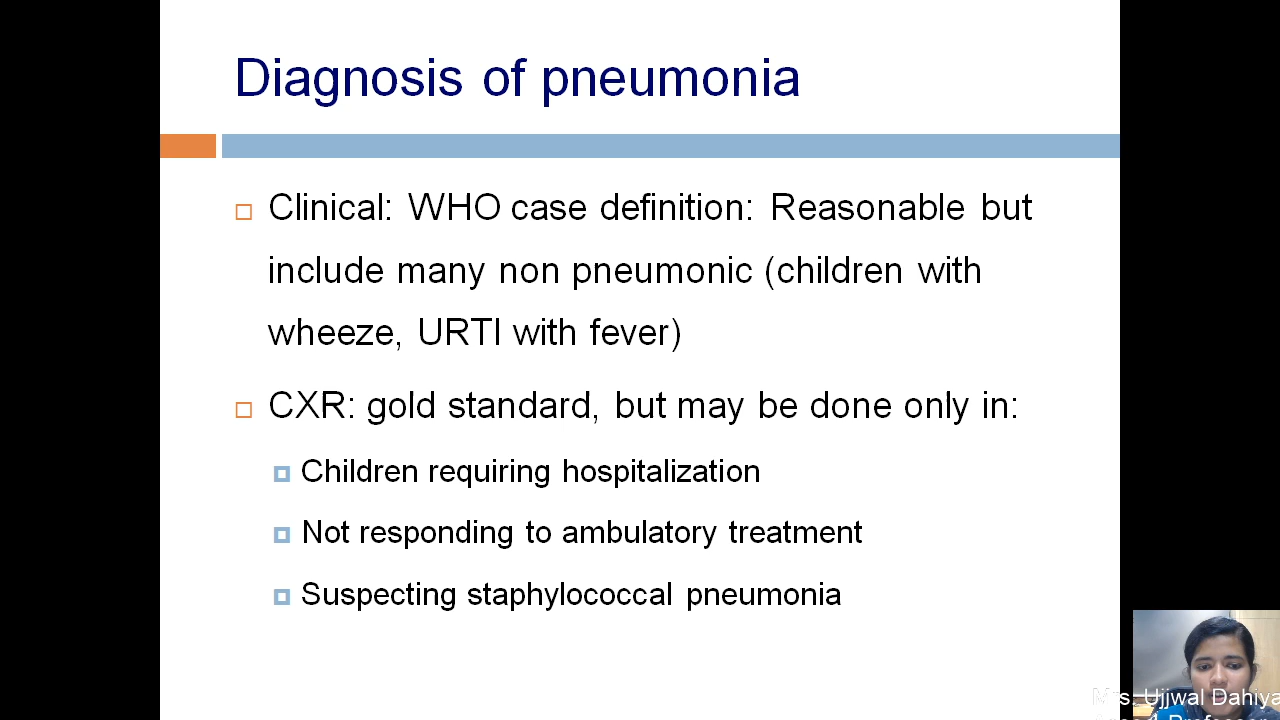 Diagnosis of pneumonia
Clinical: WHO case definition: Reasonable but
include many non pneumonic (children with
wheeze, URTI with fever)
CXR: gold standard, but may be done only in:
Children requiring hospitalization
Not responding to ambulatory treatment
Suspecting staphylococcal pneumonia
Mrs. Ujjwal Dahiya